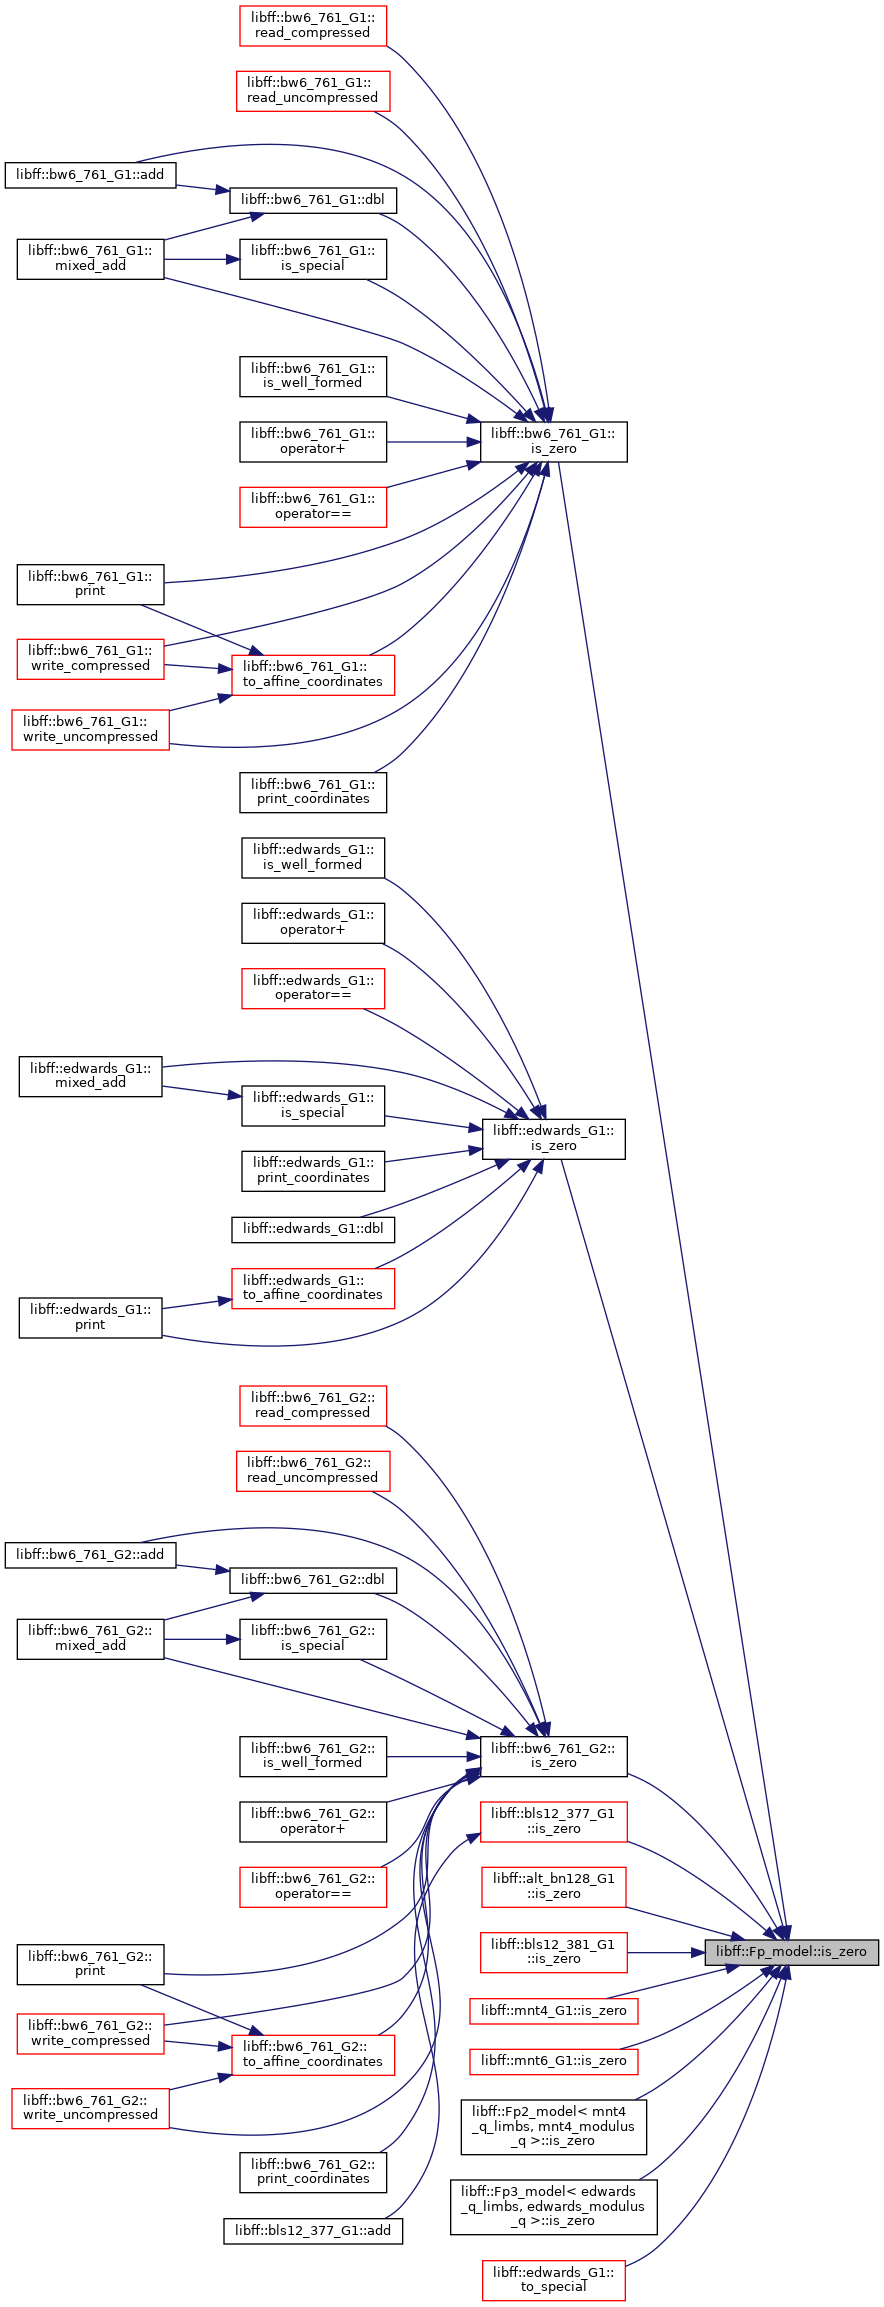 libff::bw6_761_G1::
read_compressed
libff::bw6_761_G1::
read_uncompressed
libff::bw6_761_G1::add
libff::bw6_761_G1::dbl
libff::bw6_761_G1::
mixed_add
libff::bw6_761_G1::
is_special
libff::bw6_761_G1::
is_well_formed
libff::bw6_761_G1::
operator+
libff::bw6_761_G1::
is_zero
libff::bw6_761_G1::
operator==
libff::bw6_761_G1::
print
libff::bw6_761_G1::
write_compressed
libff::bw6_761_G1::
to_affine_coordinates
libff::bw6_761_G1::
write_uncompressed
libff::bw6_761_G1::
print_coordinates
libff::edwards_G1::
is_well_formed
libff::edwards_G1::
operator+
libff::edwards_G1::
operator==
libff::edwards_G1::
mixed_add
libff::edwards_G1::
is_special
libff::edwards_G1::
is_zero
libff::edwards_G1::
print_coordinates
libff::edwards_G1::dbl
libff::edwards_G1::
to_affine_coordinates
libff::edwards_G1::
print
libff::bw6_761_G2::
read_compressed
libff::bw6_761_G2::
read_uncompressed
libff::bw6_761_G2::add
libff::bw6_761_G2::dbl
libff::bw6_761_G2::
mixed_add
libff::bw6_761_G2::
is_special
libff::bw6_761_G2::
is_well_formed
libff::bw6_761_G2::
is_zero
libff::bw6_761_G2::
operator+
libff::bls12_377_G1
::is_zero
libff::bw6_761_G2::
operator==
libff::alt_bn128_G1
::is_zero
libff::bls12_381_G1
::is_zero
libff::Fp_model::is_zero
libff::bw6_761_G2::
print
libff::mnt4_G1::is_zero
libff::bw6_761_G2::
write_compressed
libff::bw6_761_G2::
to_affine_coordinates
libff::mnt6_G1::is_zero
libff::bw6_761_G2::
write_uncompressed
libff::Fp2_model< mnt4
_q_limbs, mnt4_modulus
_q >::is_zero
libff::bw6_761_G2::
print_coordinates
libff::Fp3_model< edwards
_q_limbs, edwards_modulus
_q >::is_zero
libff::bls12_377_G1::add
libff::edwards_G1::
to_special